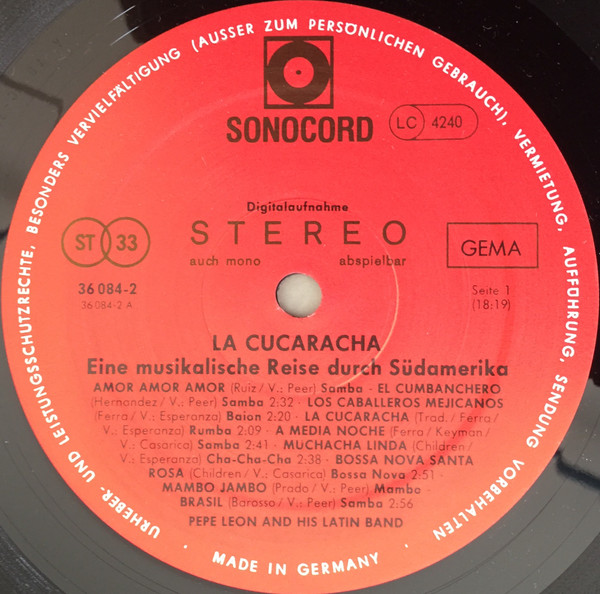 URHEBER- UND LEISTUNGSSCHUTZRECHTE, BESONDERS VERVIELFÄLTIGUNG (AUSSER ZUM PERSÖNLICHEN GEBRAUCH), VERMIETUNG, AUFFÜHRUNG, SENDUNG VORBEHALTEN
SONOCORD
LC 4240
Digitalaufnahme
STEREO
auch mono abspielbar
ST 33
GEMA
36 084-2
36 084-2 A
Seite 1
(18:19)
LA CUCARACHA
Eine musikalische Reise durch Südamerika
AMOR AMOR AMOR (Ruiz / V.: Peer) Samba - EL CUMBANCHERO
(Hernandez / V.: Peer) Samba 2:32 - LOS CABALLEROS MEJICANOS
(Ferra / V.: Esperanza) Baion 2:20 - LA CUCARACHA (Trad. / Ferra /
V.: Esperanza) Rumba 2:09 - A MEDIA NOCHE (Ferra / Keyman /
V.: Casarica) Samba 2:41 - MUCHACHA LINDA (Children /
V.: Esperanza) Cha-Cha-Cha 2:38 - BOSSA NOVA SANTA
ROSA (Children / V.: Casarica) Bossa Nova 2:51 -
MAMBO JAMBO (Prado / V.: Peer) Mambo -
BRASIL (Barosso / V.: Peer) Samba 2:56
PEPE LEON AND HIS LATIN BAND
· MADE IN GERMANY ·